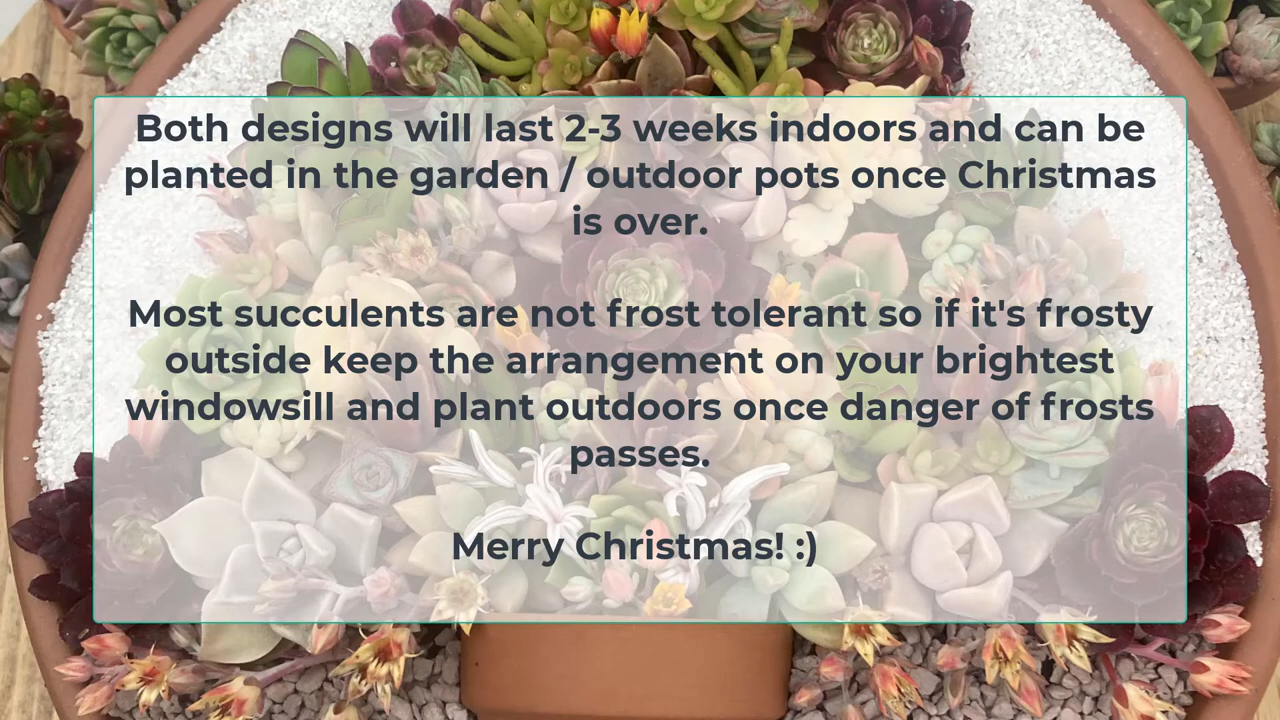 Both designs will last 2-3 weeks indoors and can be
planted in the garden / outdoor pots once Christmas
is over.
Most succulents are not frost tolerant so if it's frosty
outside keep the arrangement on your brightest
windowsill and plant outdoors once danger of frosts
passes.
Merry Christmas! :)